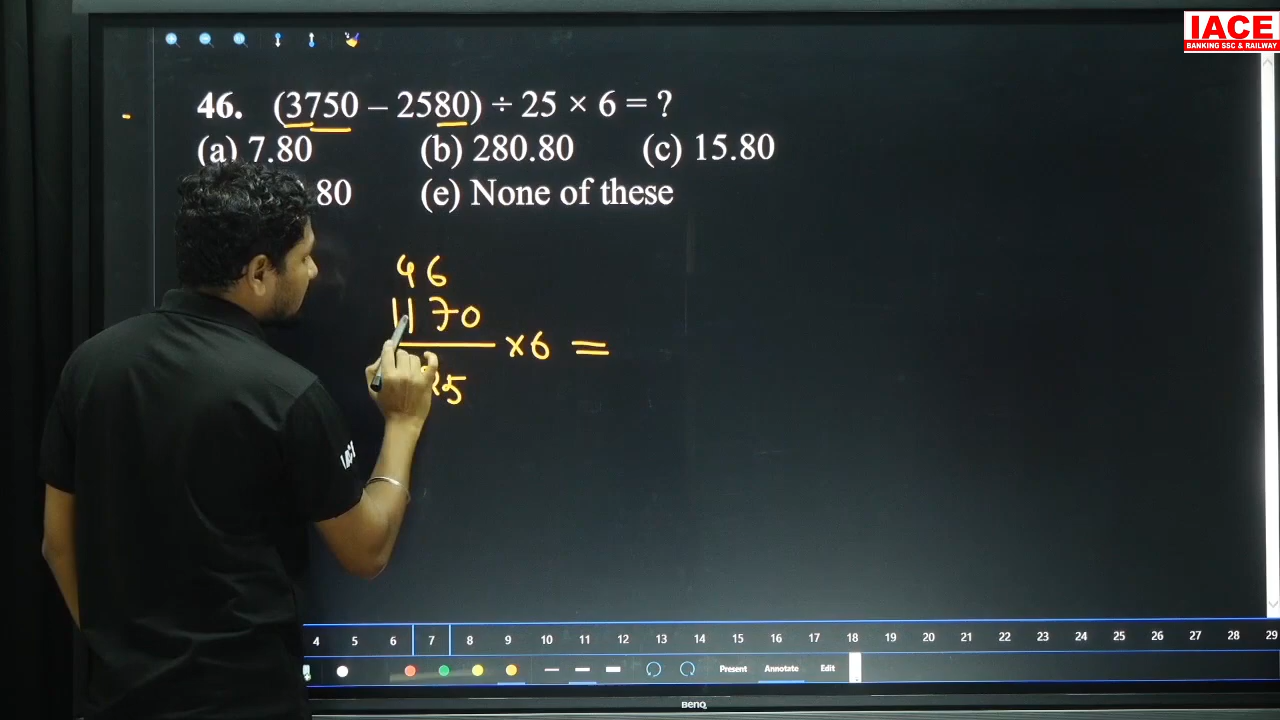 IACE
BANKING SSC & RAILWAY
46. (3750 – 2580) ÷ 25 × 6 = ?
(a) 7.80 (b) 280.80 (c) 15.80
80 (e) None of these
46
1170
× 6 =
25
4 5 6 7 8 9 10 11 12 13 14 15 16 17 18 19 20 21 22 23 24 25 26 27 28 29
Present Annotate Edit
BENQ